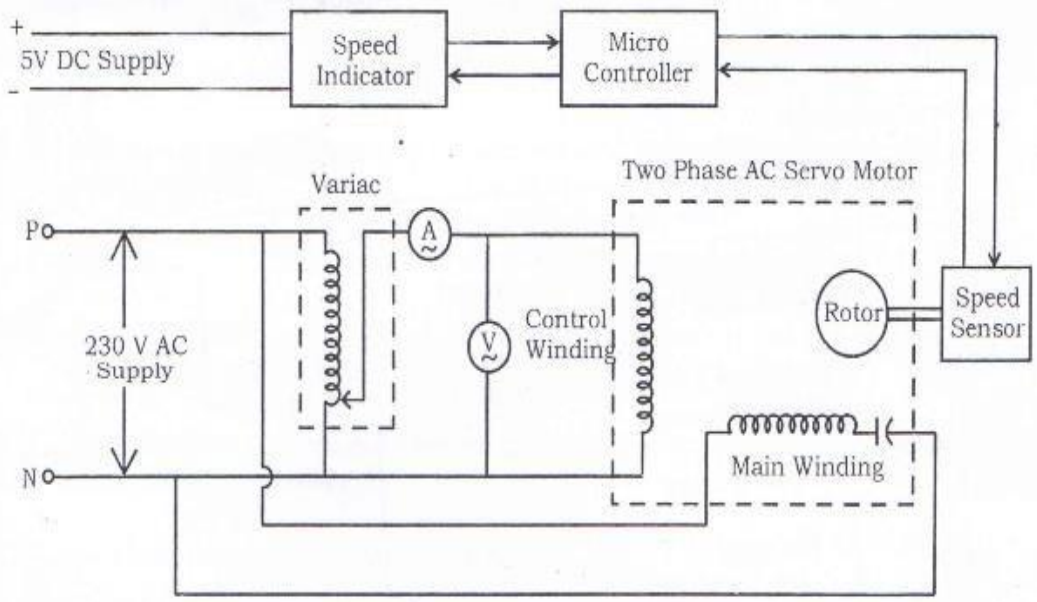 +
5V DC Supply
-
Speed
Indicator
Micro
Controller
Variac
Two Phase AC Servo Motor
P
A
~
230 V AC
Supply
V
~
Control
Winding
Rotor
Speed
Sensor
Main Winding
N